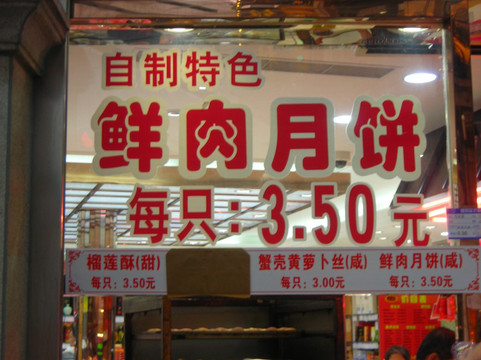 自制特色
鲜肉月饼
每只：3.50元
榴莲酥(甜)
每只：3.50元
蟹壳黄萝卜丝(咸)
每只：3.00元
鲜肉月饼(咸)
每只：3.50元